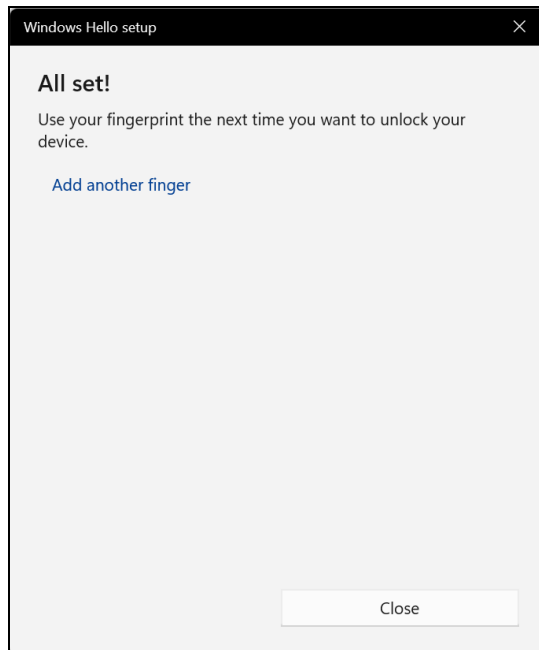 Windows Hello setup
All set!
Use your fingerprint the next time you want to unlock your
device.
Add another finger
Close